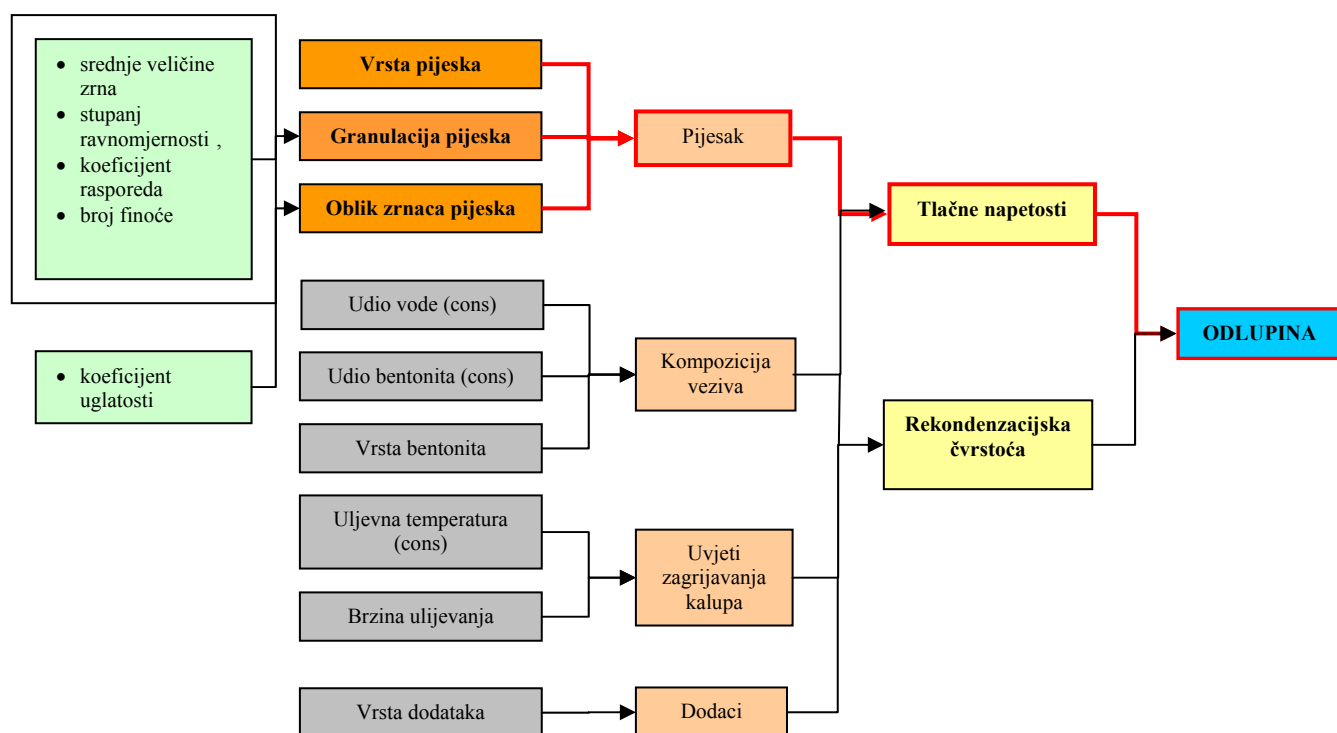 • srednje veličine
zrna
• stupanj
ravnomjernosti ,
• koeficijent
rasporeda
• broj finoće
• koeficijent
uglatosti
Vrsta pijeska
Granulacija pijeska
Oblik zrnaca pijeska
Udio vode (cons)
Udio bentonita (cons)
Vrsta bentonita
Uljevna temperatura
(cons)
Brzina ulijevanja
Vrsta dodataka
Pijesak
Kompozicija
veziva
Uvjeti
zagrijavanja
kalupa
Dodaci
Tlačne napetosti
Rekondenzacijska
čvrstoća
ODLUPINA